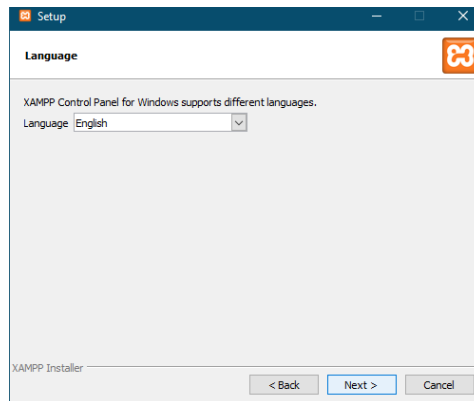 Setup
Language
XAMPP Control Panel for Windows supports different languages.
Language English
XAMPP Installer
< Back Next > Cancel